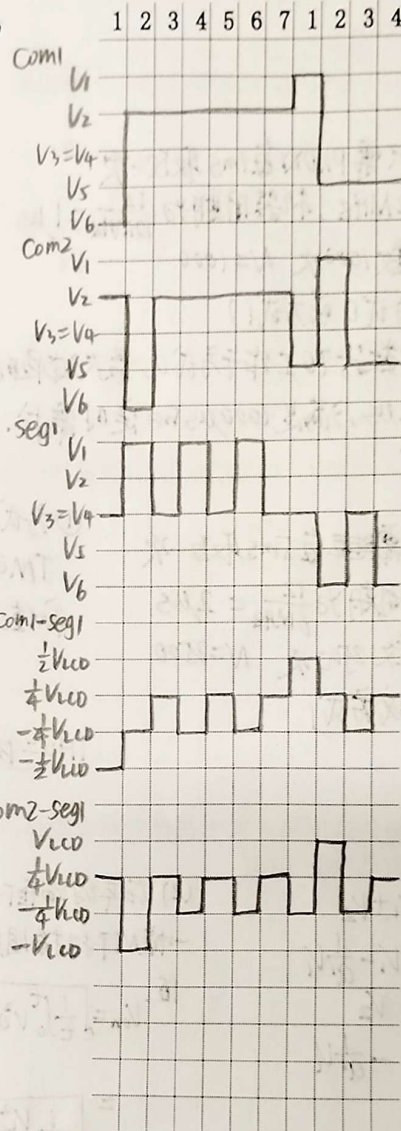 1 2 3 4 5 6 7 1 2 3 4
Com1
V1
V2
V3=V4
V5
V6
Com2
V1
V2
V3=V4
V5
V6
Seg1
V1
V2
V3=V4
V5
V6
Com1-Seg1
1/2 VLCD
1/4 VLCD
-1/4 VLCD
-1/2 VLCD
om2-Seg1
VLCD
1/4 VLCD
-1/4 VLCD
-VLCD